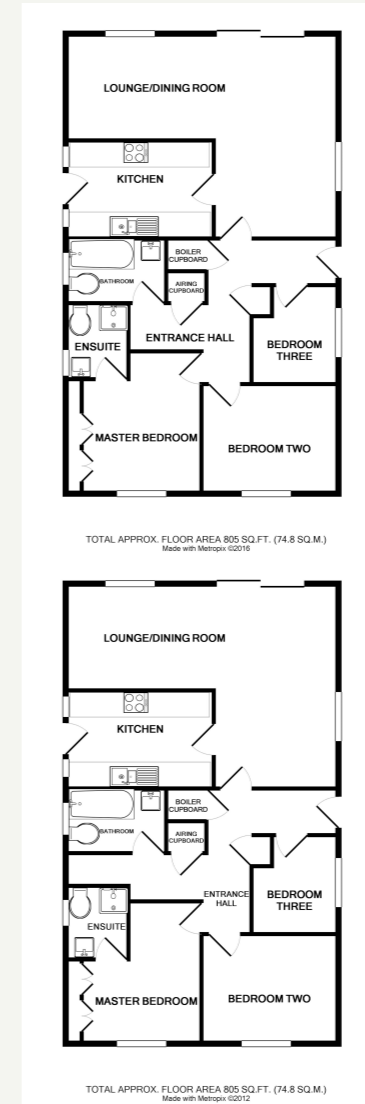 LOUNGE/DINING ROOM
KITCHEN
BOILER
CUPBOARD
BATHROOM
AIRING
CUPBOARD
ENTRANCE HALL
ENSUITE
BEDROOM
THREE
MASTER BEDROOM
BEDROOM TWO
TOTAL APPROX. FLOOR AREA 805 SQ.FT. (74.8 SQ.M.)
Made with Metropix ©2016
LOUNGE/DINING ROOM
KITCHEN
BOILER
CUPBOARD
BATHROOM
AIRING
CUPBOARD
ENTRANCE
HALL
BEDROOM
THREE
ENSUITE
MASTER BEDROOM
BEDROOM TWO
TOTAL APPROX. FLOOR AREA 805 SQ.FT. (74.8 SQ.M.)
Made with Metropix ©2012